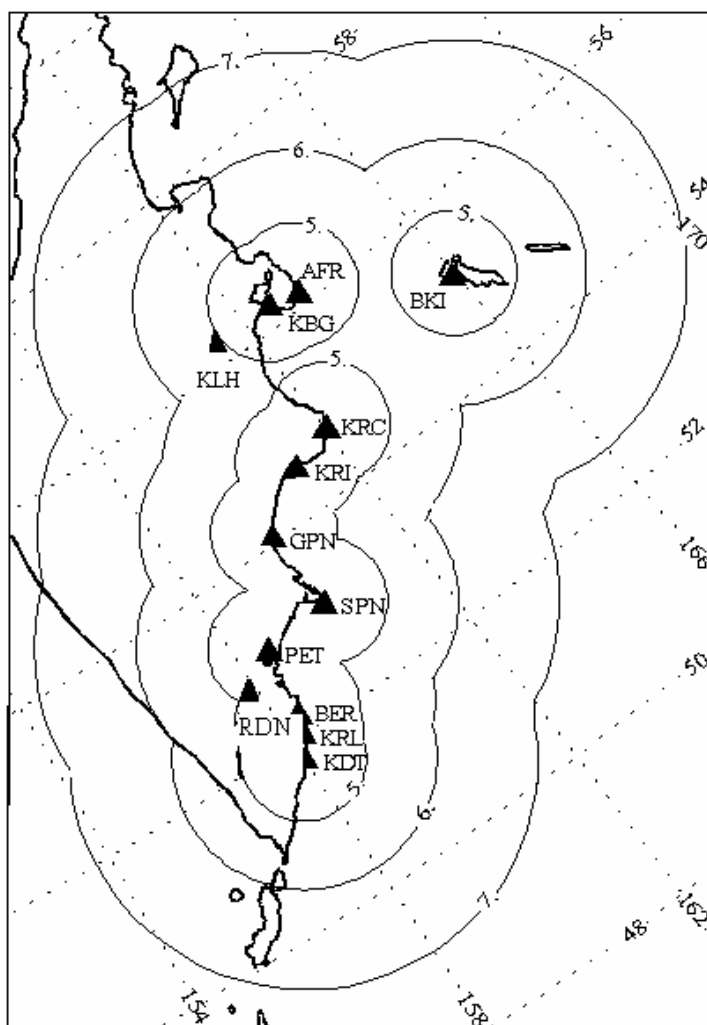 58
56
7.
6.
54
170
5.
5.
AFR
BKI
KBG
KLH
5.
KRC
52
KRI
GPN
168
SPN
PET
50
RDN
BER
KRL
KDT
5.
6.
7.
162
48
154
158